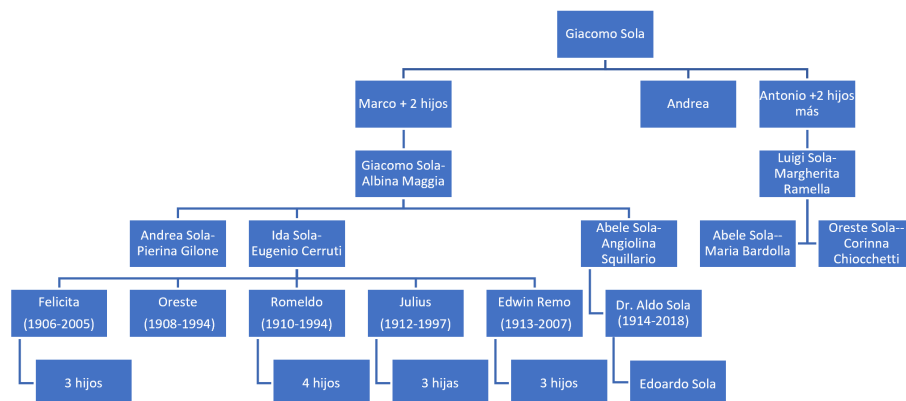 Giacomo Sola
Marco + 2 hijos
Andrea
Antonio +2 hijos
más
Giacomo Sola-
Albina Maggia
Luigi Sola-
Margherita
Ramella
Andrea Sola-
Pierina Gilone
Ida Sola-
Eugenio Cerruti
Abele Sola-
Angiolina
Squillario
Abele Sola--
Maria Bardolla
Oreste Sola--
Corinna
Chiocchetti
Felicita
(1906-2005)
Oreste
(1908-1994)
Romeldo
(1910-1994)
Julius
(1912-1997)
Edwin Remo
(1913-2007)
Dr. Aldo Sola
(1914-2018)
3 hijos
4 hijos
3 hijas
3 hijos
Edoardo Sola